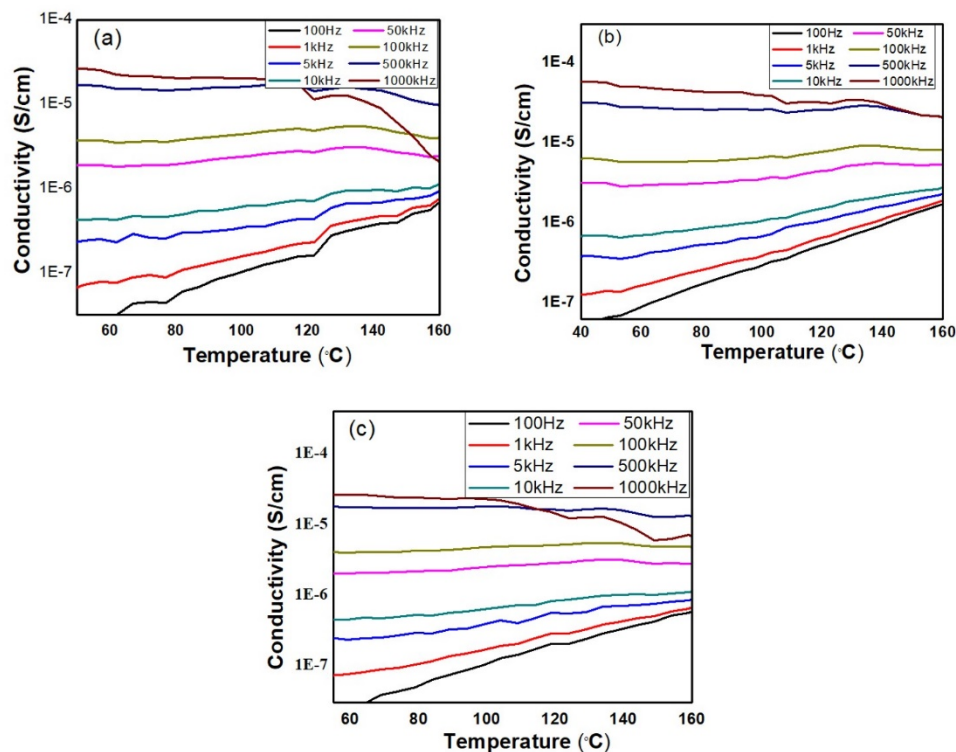 (a)
100Hz 50kHz
1kHz 100kHz
5kHz 500kHz
10kHz 1000kHz
Conductivity (S/cm)
1E-4
1E-5
1E-6
1E-7
60 80 100 120 140 160
Temperature (°C)
(b)
100Hz 50kHz
1kHz 100kHz
5kHz 500kHz
10kHz 1000kHz
Conductivity (S/cm)
1E-4
1E-5
1E-6
1E-7
40 60 80 100 120 140 160
Temperature (°C)
(c)
100Hz 50kHz
1kHz 100kHz
5kHz 500kHz
10kHz 1000kHz
Conductivity (S/cm)
1E-4
1E-5
1E-6
1E-7
60 80 100 120 140 160
Temperature (°C)